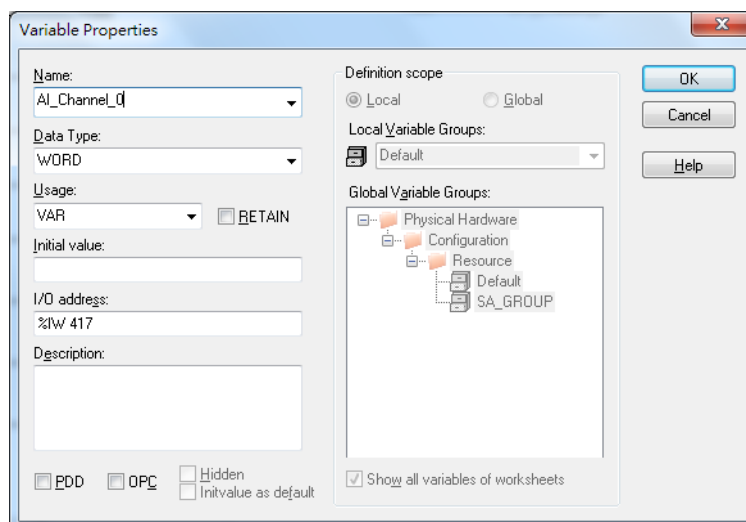 Variable Properties
Name:
AI_Channel_0
Data Type:
WORD
Usage:
VAR
RETAIN
Initial value:
I/O address:
%IW 417
Description:
PDD
OPC
Hidden
Initvalue as default
Definition scope
Local
Global
Local Variable Groups:
Default
Global Variable Groups:
Physical Hardware
Configuration
Resource
Default
SA_GROUP
Show all variables of worksheets
OK
Cancel
Help